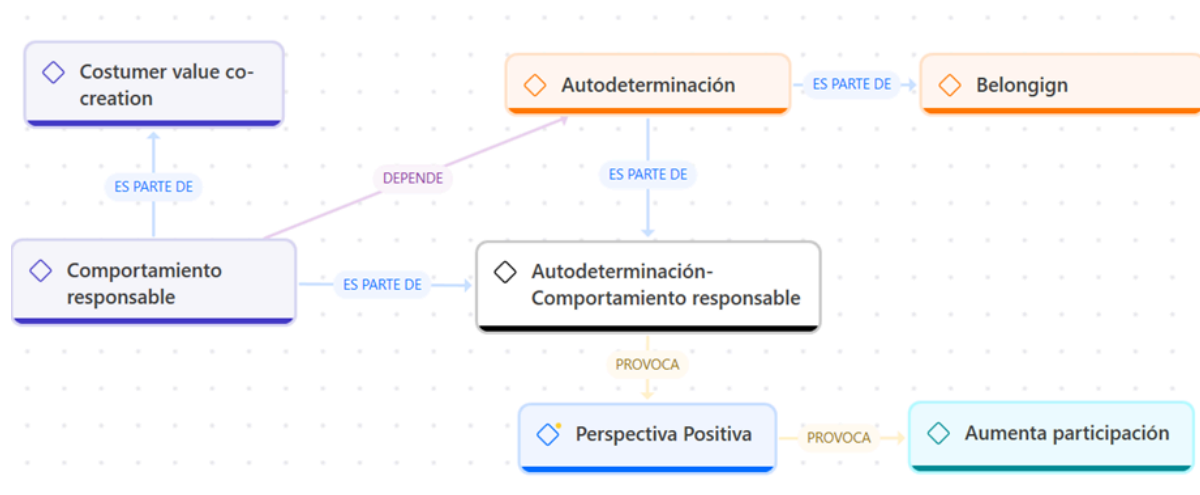 Costumer value co-
creation
Autodeterminación
ES PARTE DE
Belongign
DEPENDE
ES PARTE DE
ES PARTE DE
Comportamiento
responsable
ES PARTE DE
Autodeterminación-
Comportamiento responsable
PROVOCA
Perspectiva Positiva
PROVOCA
Aumenta participación